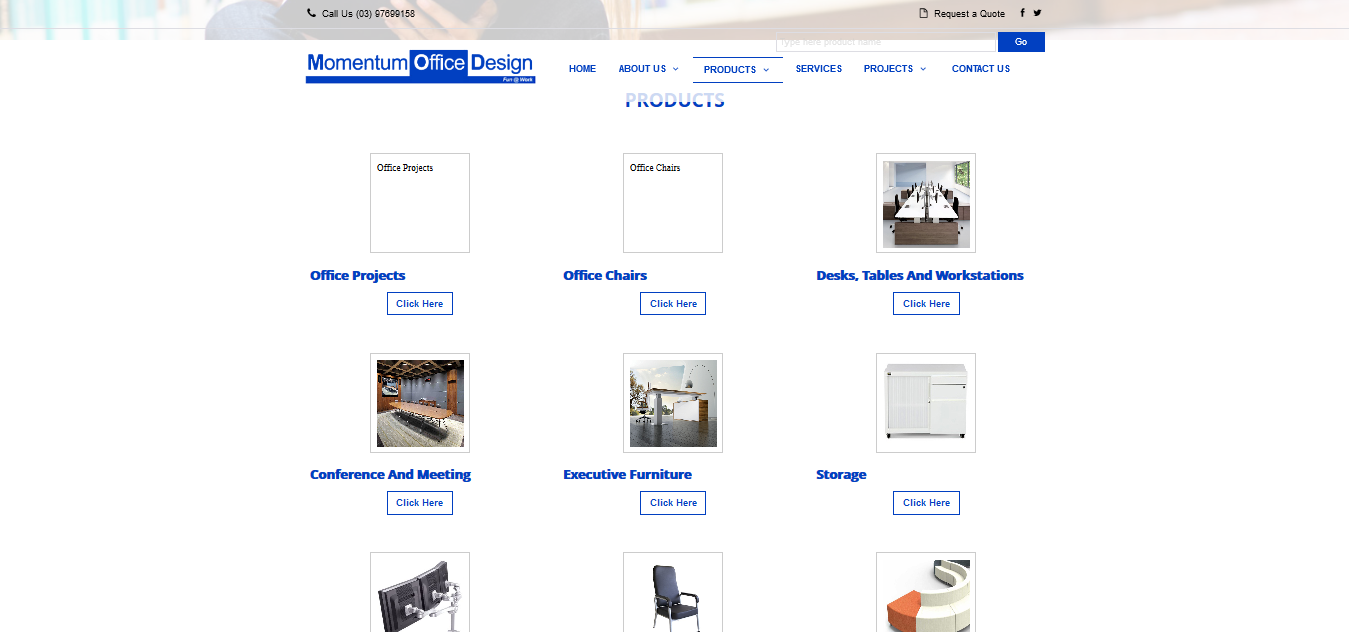 Call Us (03) 97699158
Request a Quote
Type here product name
Go
Momentum Office Design
Fun @ Work
HOME
ABOUT US
PRODUCTS
SERVICES
PROJECTS
CONTACT US
PRODUCTS
Office Projects
Office Chairs
Office Projects
Office Chairs
Desks, Tables And Workstations
Click Here
Click Here
Click Here
Conference And Meeting
Executive Furniture
Storage
Click Here
Click Here
Click Here